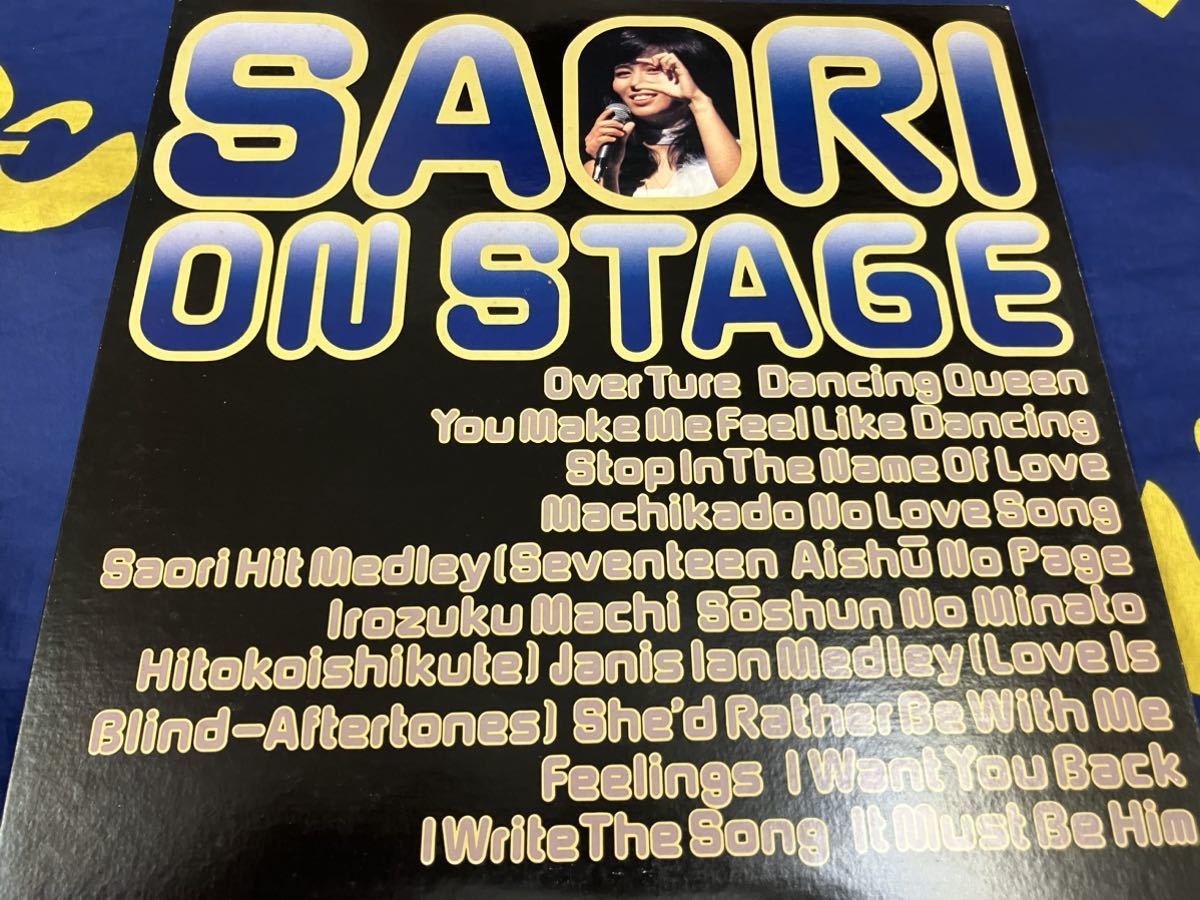 SAORI
ON STAGE
Over Ture Dancing Queen
You Make Me Feel Like Dancing
Stop In The Name Of Love
Machikado No Love Song
Saori Hit Medley (Seventeen Aishū No Page
Irozuku Machi Sōshun No Minato
Hitokoishikute) Janis Ian Medley (Love Is
Blind-Aftertones) She'd Rather Be With Me
Feelings I Want You Back
I Write The Song It Must Be Him